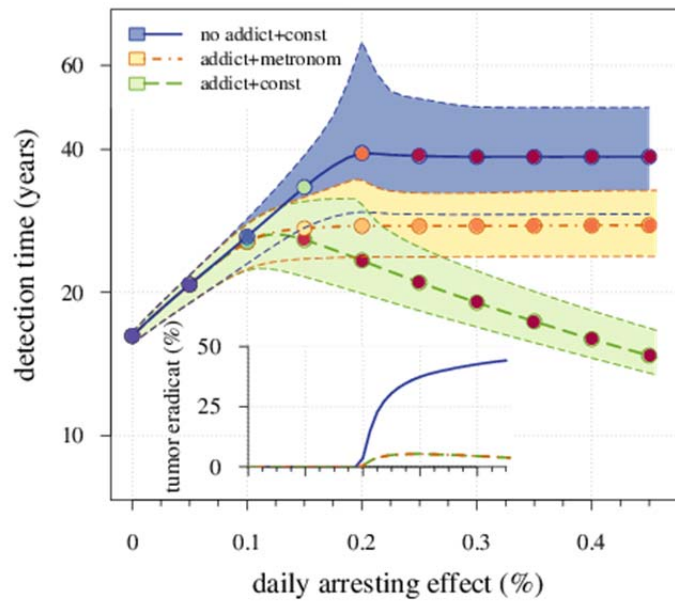 no addict+const
addict+metronom
addict+const
detection time (years)
60
40
20
10
tumor eradicat (%)
50
25
0
0
0.1
0.2
0.3
0.4
daily arresting effect (%)